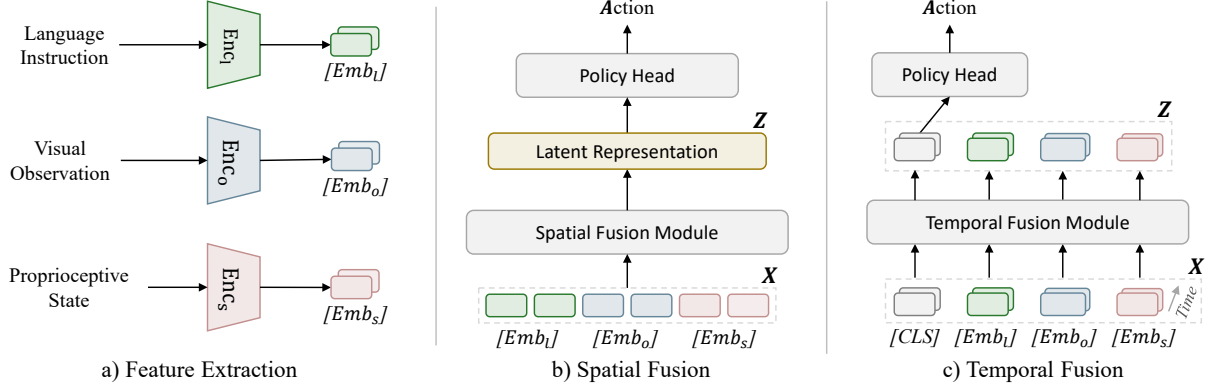 Language
Instruction
Enc_l
[Emb_l]
Visual
Observation
Enc_o
[Emb_o]
Proprioceptive
State
Enc_s
[Emb_s]
a) Feature Extraction
Action
Policy Head
Z
Latent Representation
Spatial Fusion Module
X
[Emb_l] [Emb_o] [Emb_s]
b) Spatial Fusion
Action
Policy Head
Z
Temporal Fusion Module
X
Time
[CLS] [Emb_l] [Emb_o] [Emb_s]
c) Temporal Fusion